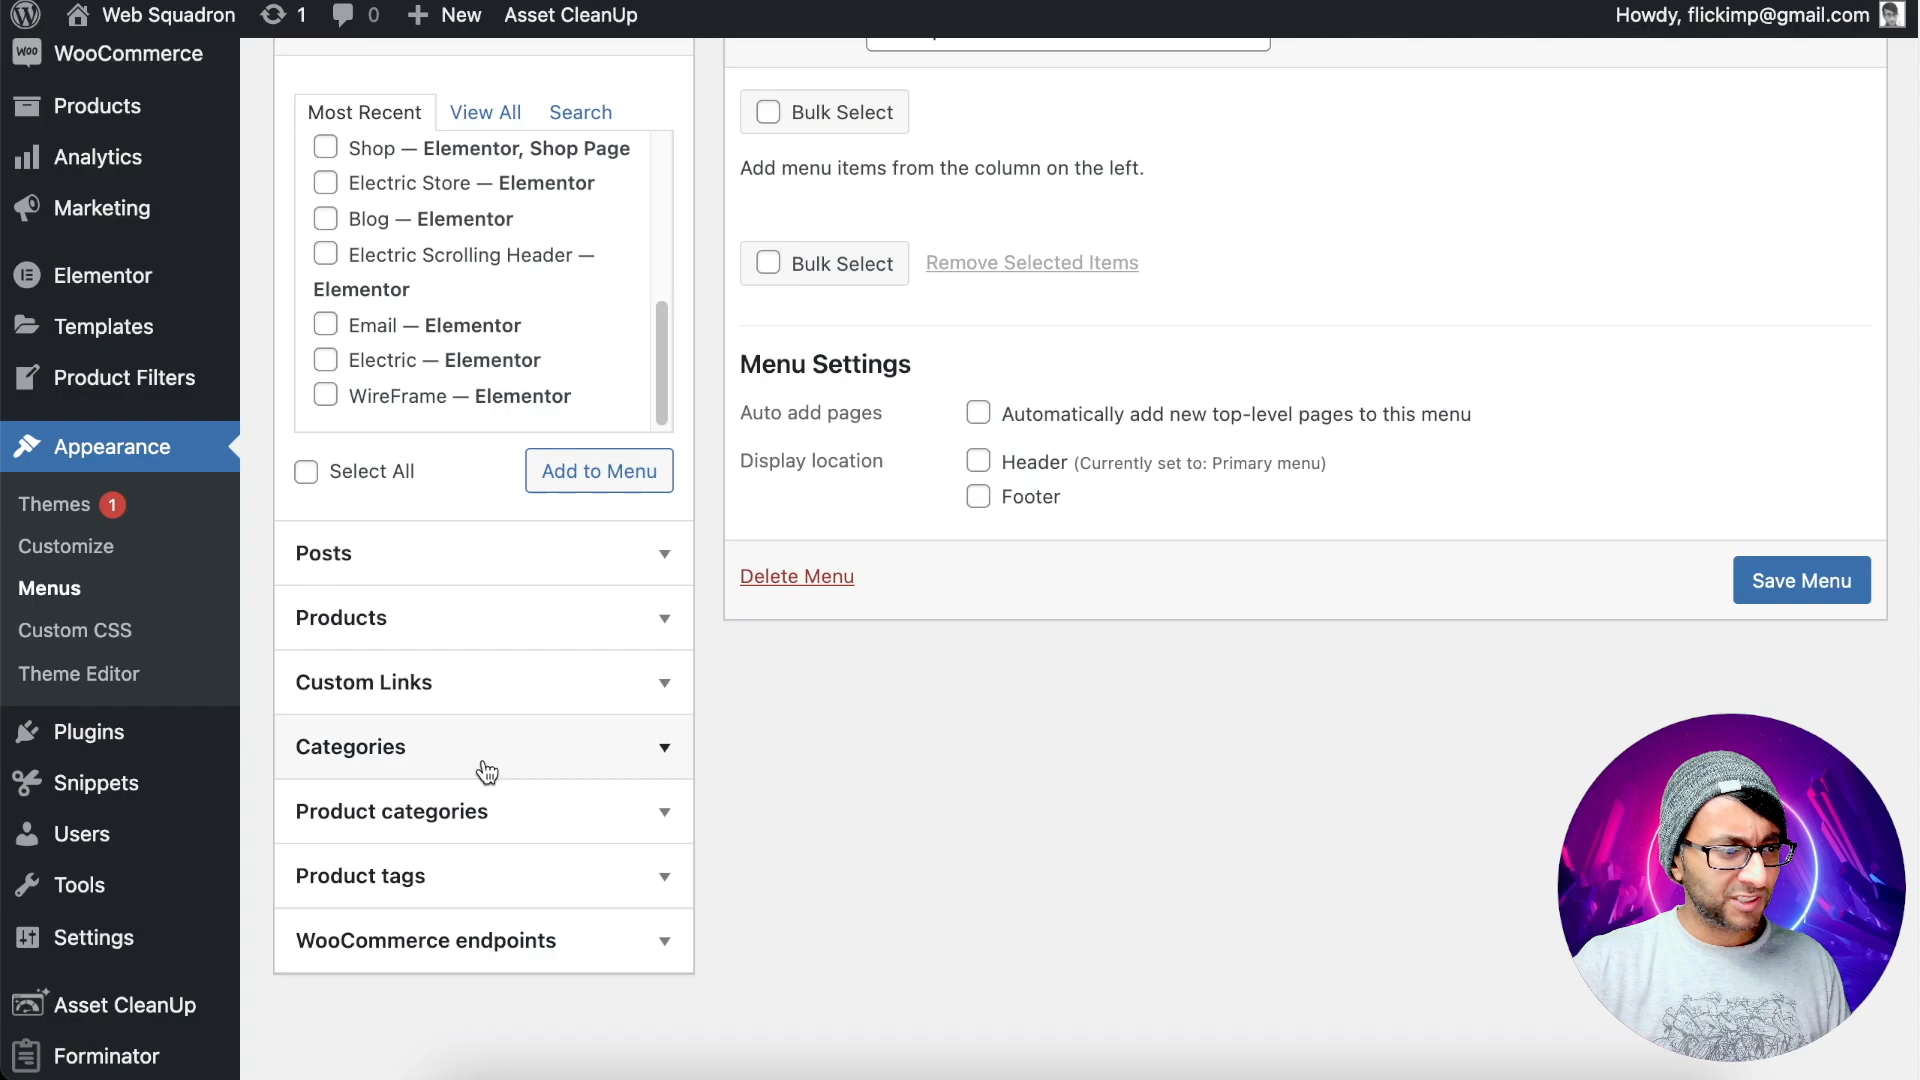 Web Squadron
1
0
New
Asset CleanUp
Howdy, flickimp@gmail.com
WOO
WooCommerce
Products
Analytics
Marketing
Elementor
Templates
Product Filters
Appearance
Themes 1
Customize
Menus
Custom CSS
Theme Editor
Plugins
Snippets
Users
Tools
Settings
Asset CleanUp
Forminator
Most Recent
View All
Search
Shop — Elementor, Shop Page
Electric Store — Elementor
Blog — Elementor
Electric Scrolling Header —
Elementor
Email — Elementor
Electric — Elementor
WireFrame — Elementor
Select All
Add to Menu
Posts
Products
Custom Links
Categories
Product categories
Product tags
WooCommerce endpoints
Bulk Select
Add menu items from the column on the left.
Bulk Select
Remove Selected Items
Menu Settings
Auto add pages
Automatically add new top-level pages to this menu
Display location
Header (Currently set to: Primary menu)
Footer
Delete Menu
Save Menu